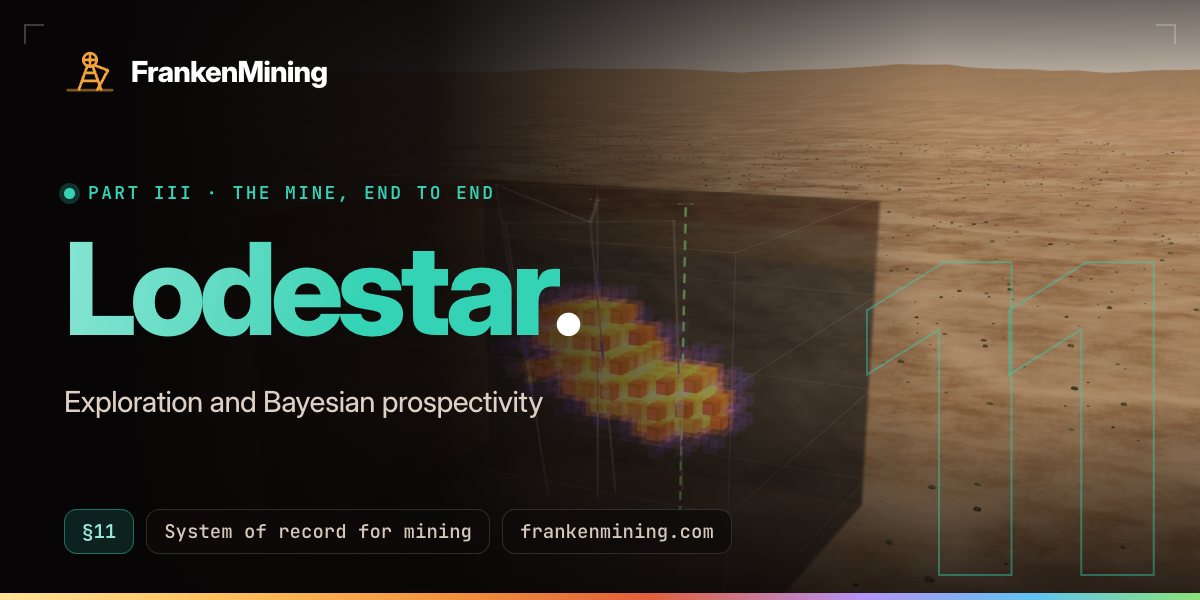 FrankenMining
PART III · THE MINE, END TO END
Lodestar.
Exploration and Bayesian prospectivity
§11
System of record for mining
frankenmining.com
11